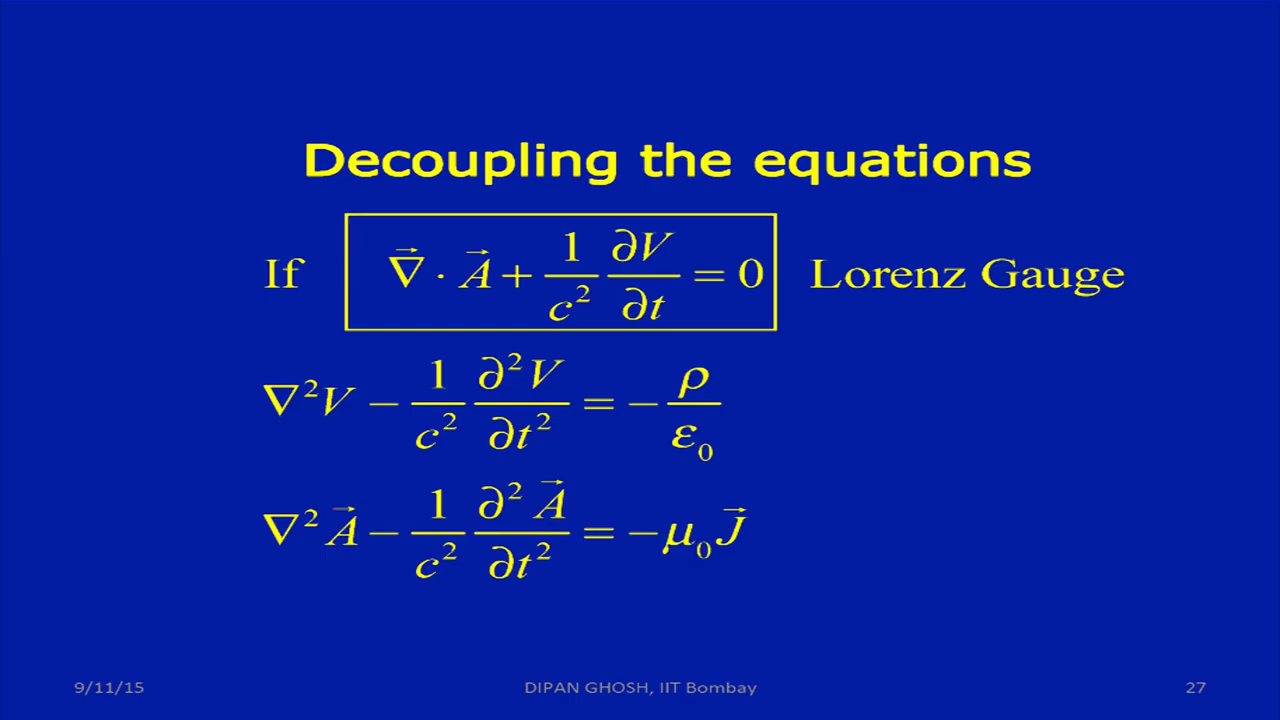 Decoupling the equations
If ∇⃗ · A⃗ + 1/c² ∂V/∂t = 0 Lorenz Gauge
∇²V − 1/c² ∂²V/∂t² = − ρ/ε₀
∇²A⃗ − 1/c² ∂²A⃗/∂t² = −μ₀J⃗
9/11/15 DIPAN GHOSH, IIT Bombay 27